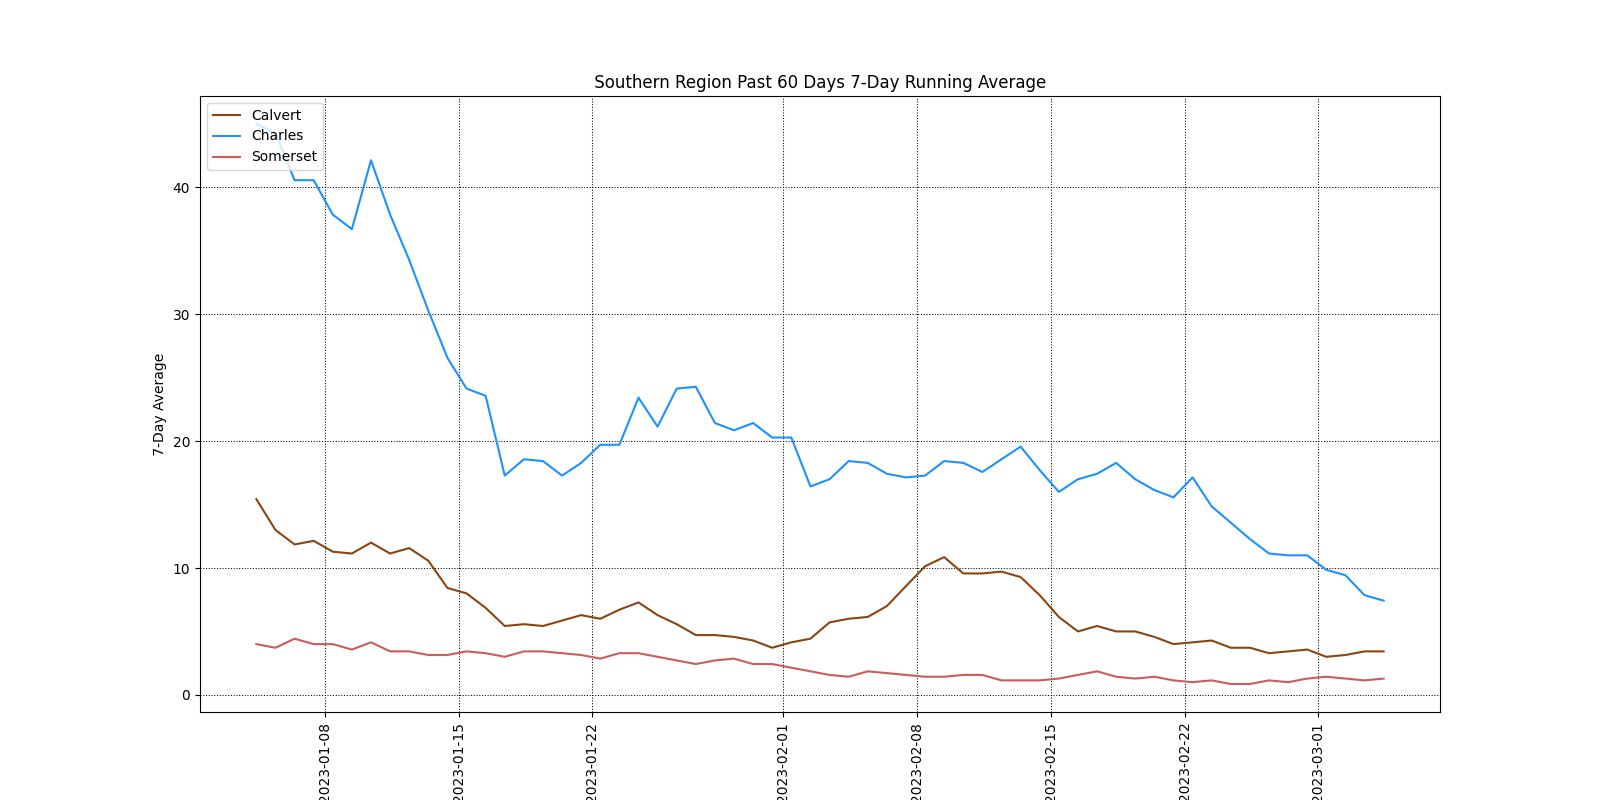 Southern Region Past 60 Days 7-Day Running Average
Calvert
Charles
Somerset
7-Day Average
40
30
20
10
0
2023-01-08
2023-01-15
2023-01-22
2023-02-01
2023-02-08
2023-02-15
2023-02-22
2023-03-01